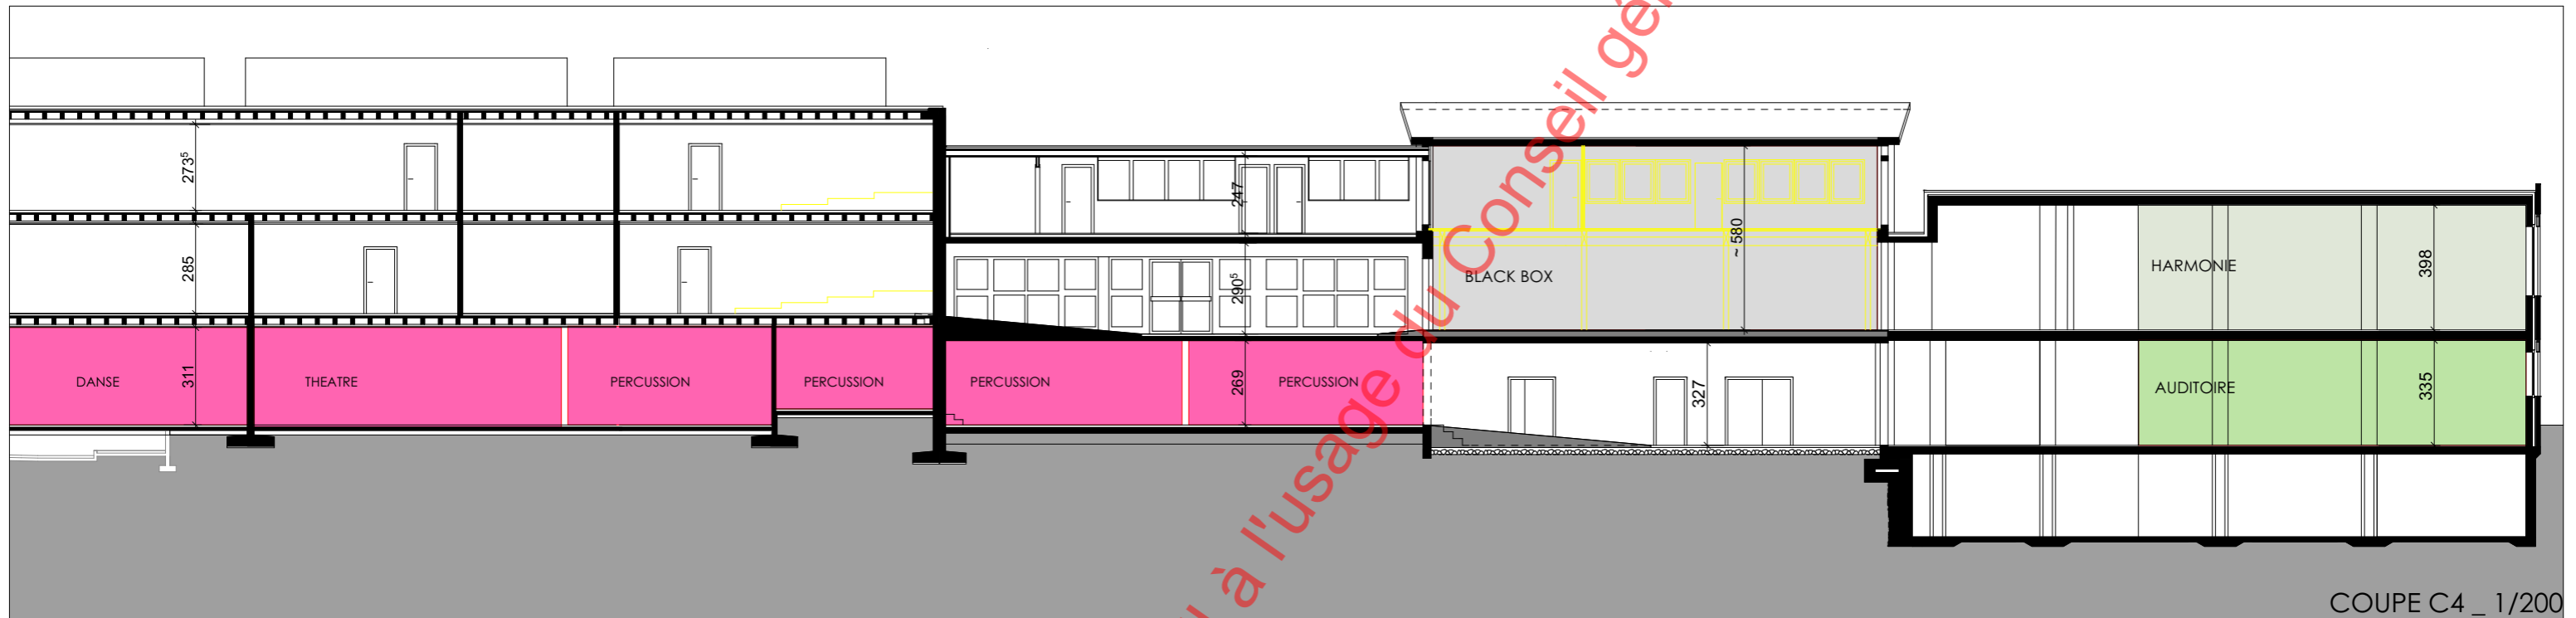 273⁵
285
311
DANSE
THEATRE
PERCUSSION
PERCUSSION
247
290⁵
269
PERCUSSION
PERCUSSION
~ 580
BLACK BOX
327
HARMONIE
398
AUDITOIRE
335
à l'usage du Conseil gén
COUPE C4 _ 1/200